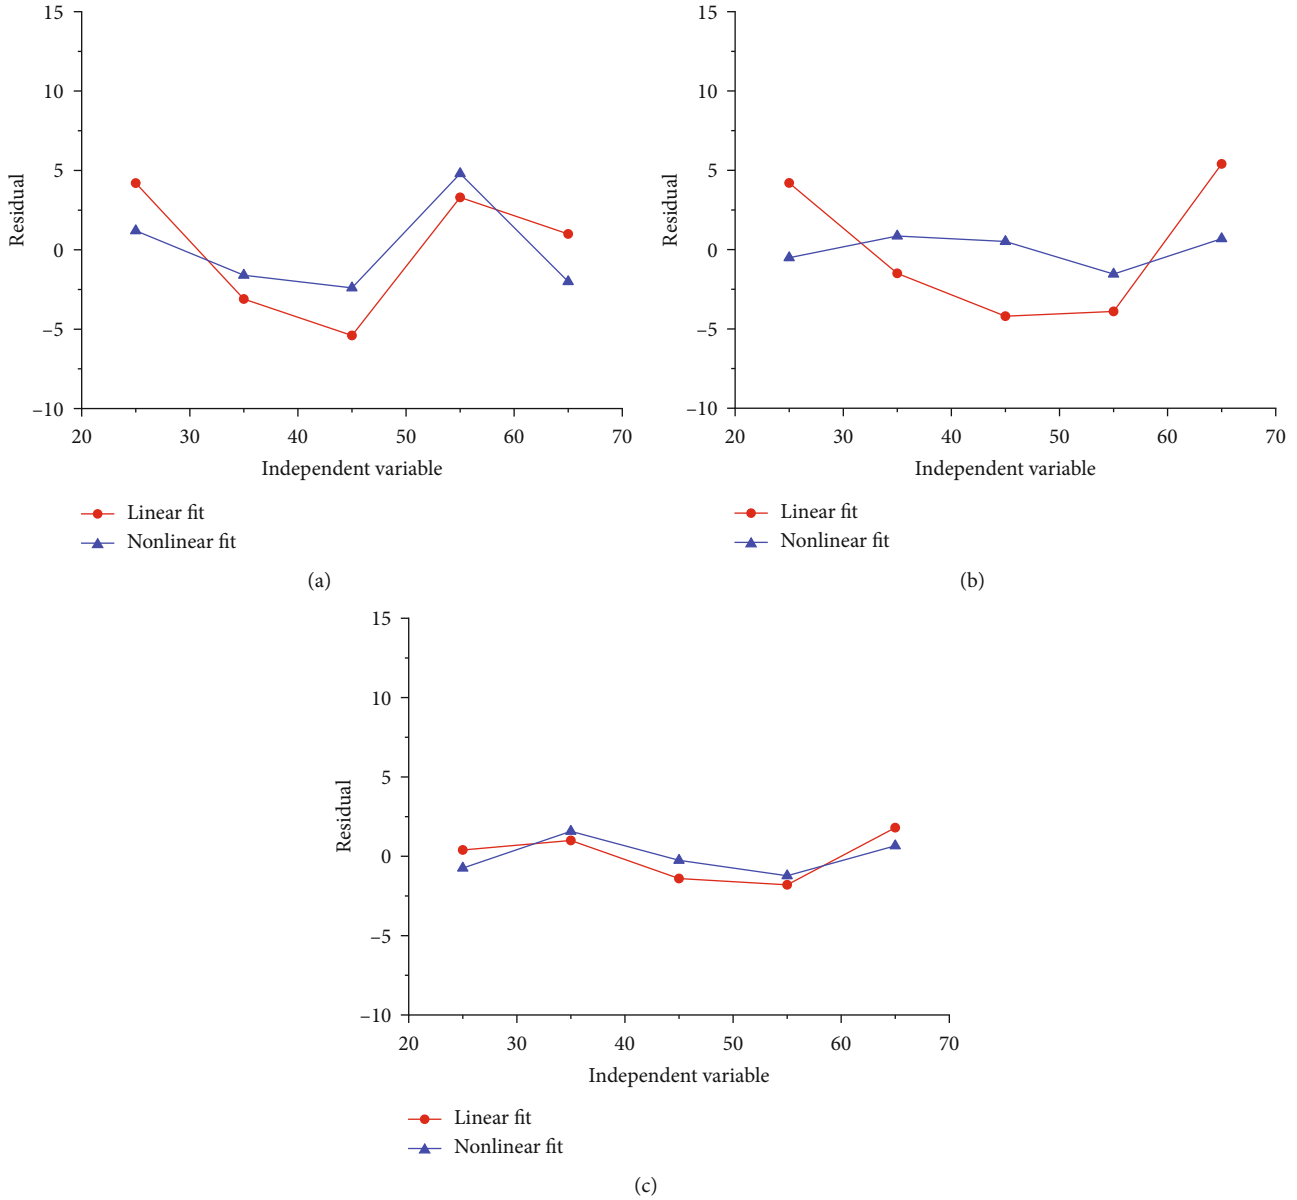 15
10
5
0
–5
–10
Residual
20 30 40 50 60 70
Independent variable
Linear fit
Nonlinear fit
(a)
15
10
5
0
–5
–10
Residual
20 30 40 50 60 70
Independent variable
Linear fit
Nonlinear fit
(b)
15
10
5
0
–5
–10
Residual
20 30 40 50 60 70
Independent variable
Linear fit
Nonlinear fit
(c)